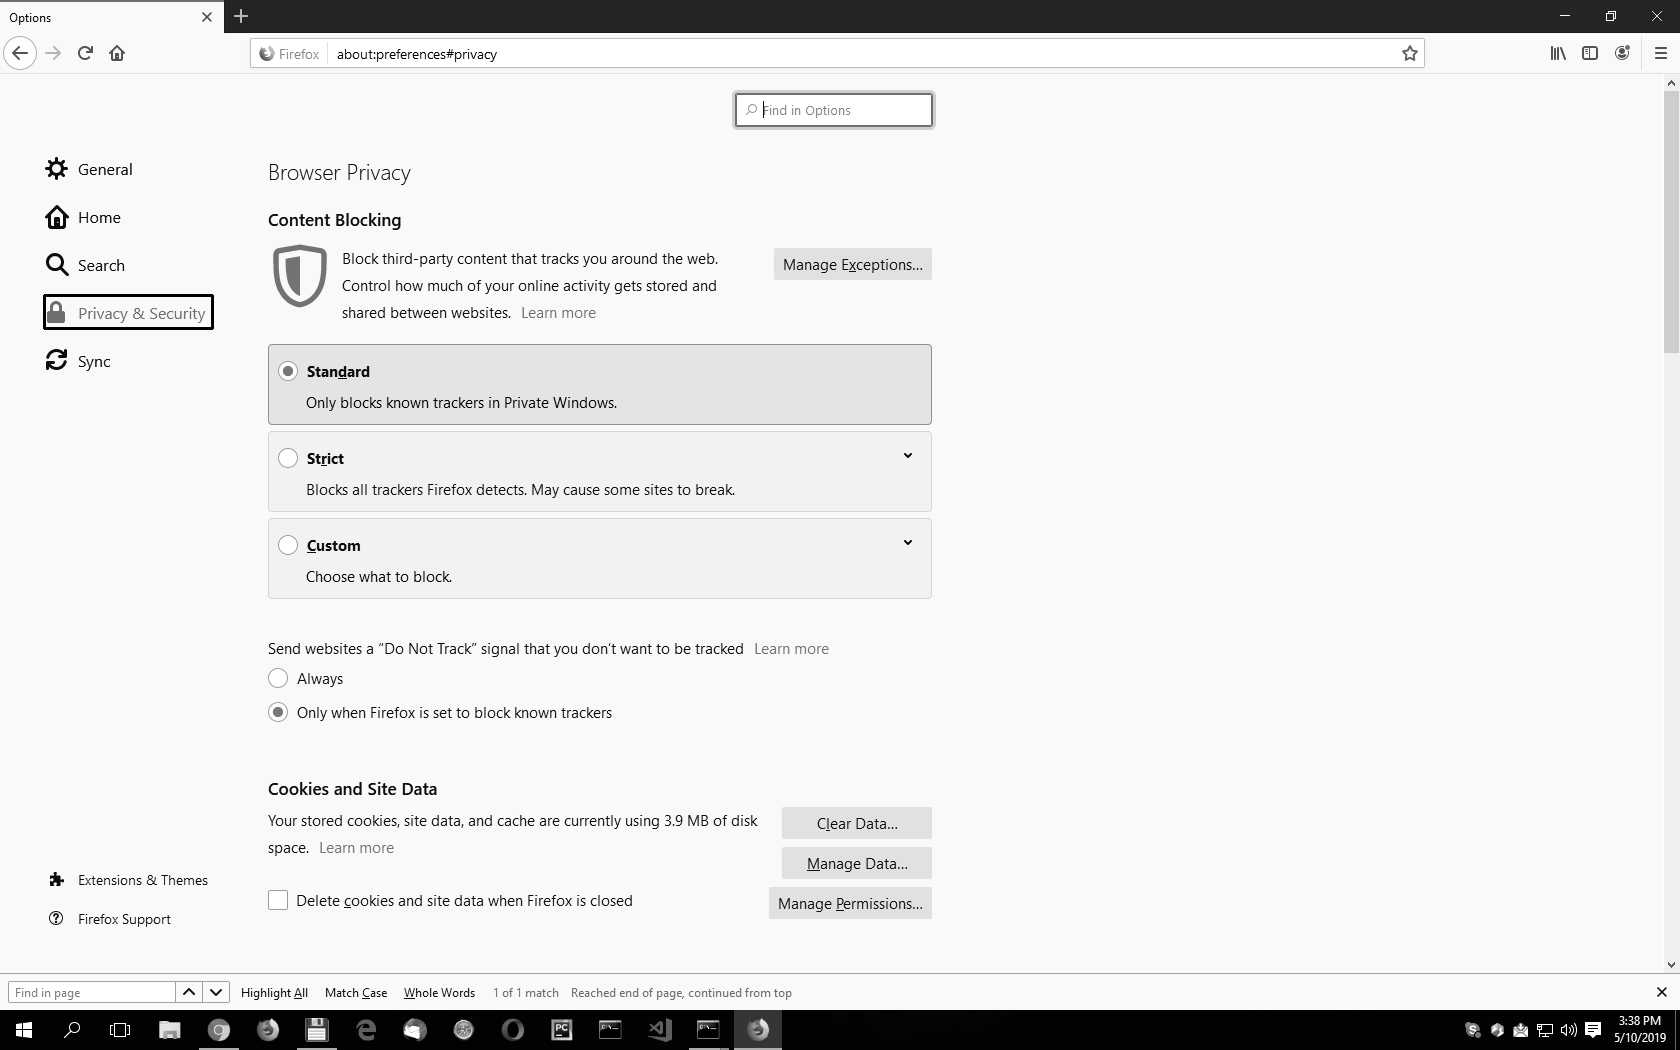 Options
Firefox about:preferences#privacy
Find in Options
General
Home
Search
Privacy & Security
Sync
Browser Privacy
Content Blocking
Block third-party content that tracks you around the web.
Control how much of your online activity gets stored and
shared between websites. Learn more
Manage Exceptions...
Standard
Only blocks known trackers in Private Windows.
Strict
Blocks all trackers Firefox detects. May cause some sites to break.
Custom
Choose what to block.
Send websites a “Do Not Track” signal that you don’t want to be tracked Learn more
Always
Only when Firefox is set to block known trackers
Cookies and Site Data
Your stored cookies, site data, and cache are currently using 3.9 MB of disk
space. Learn more
Clear Data...
Manage Data...
Delete cookies and site data when Firefox is closed
Manage Permissions...
Extensions & Themes
Firefox Support
Find in page Highlight All Match Case Whole Words 1 of 1 match Reached end of page, continued from top
PC
3:38 PM
5/10/2019